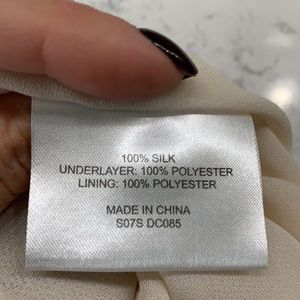 100% SILK
UNDERLAYER: 100% POLYESTER
LINING: 100% POLYESTER
MADE IN CHINA
S07S DC085